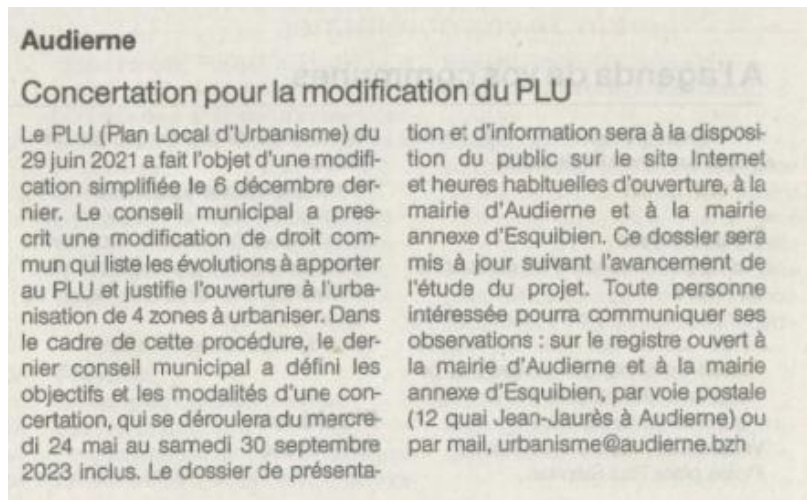 Audierne
Concertation pour la modification du PLU
Le PLU (Plan Local d'Urbanisme) du
29 juin 2021 a fait l'objet d'une modifi-
cation simplifiée le 6 décembre der-
nier. Le conseil municipal a pres-
crit une modification de droit com-
mun qui liste les évolutions à apporter
au PLU et justifie l'ouverture à l'urba-
nisation de 4 zones à urbaniser. Dans
le cadre de cette procédure, le der-
nier conseil municipal a défini les
objectifs et les modalités d'une con-
certation, qui se déroulera du mercre-
di 24 mai au samedi 30 septembre
2023 inclus. Le dossier de présenta-
tion et d'information sera à la disposi-
tion du public sur le site Internet
et heures habituelles d'ouverture, à la
mairie d'Audierne et à la mairie
annexe d'Esquibien. Ce dossier sera
mis à jour suivant l'avancement de
l'étude du projet. Toute personne
intéressée pourra communiquer ses
observations : sur le registre ouvert à
la mairie d'Audierne et à la mairie
annexe d'Esquibien, par voie postale
(12 quai Jean-Jaurès à Audierne) ou
par mail, urbanisme@audierne.bzh